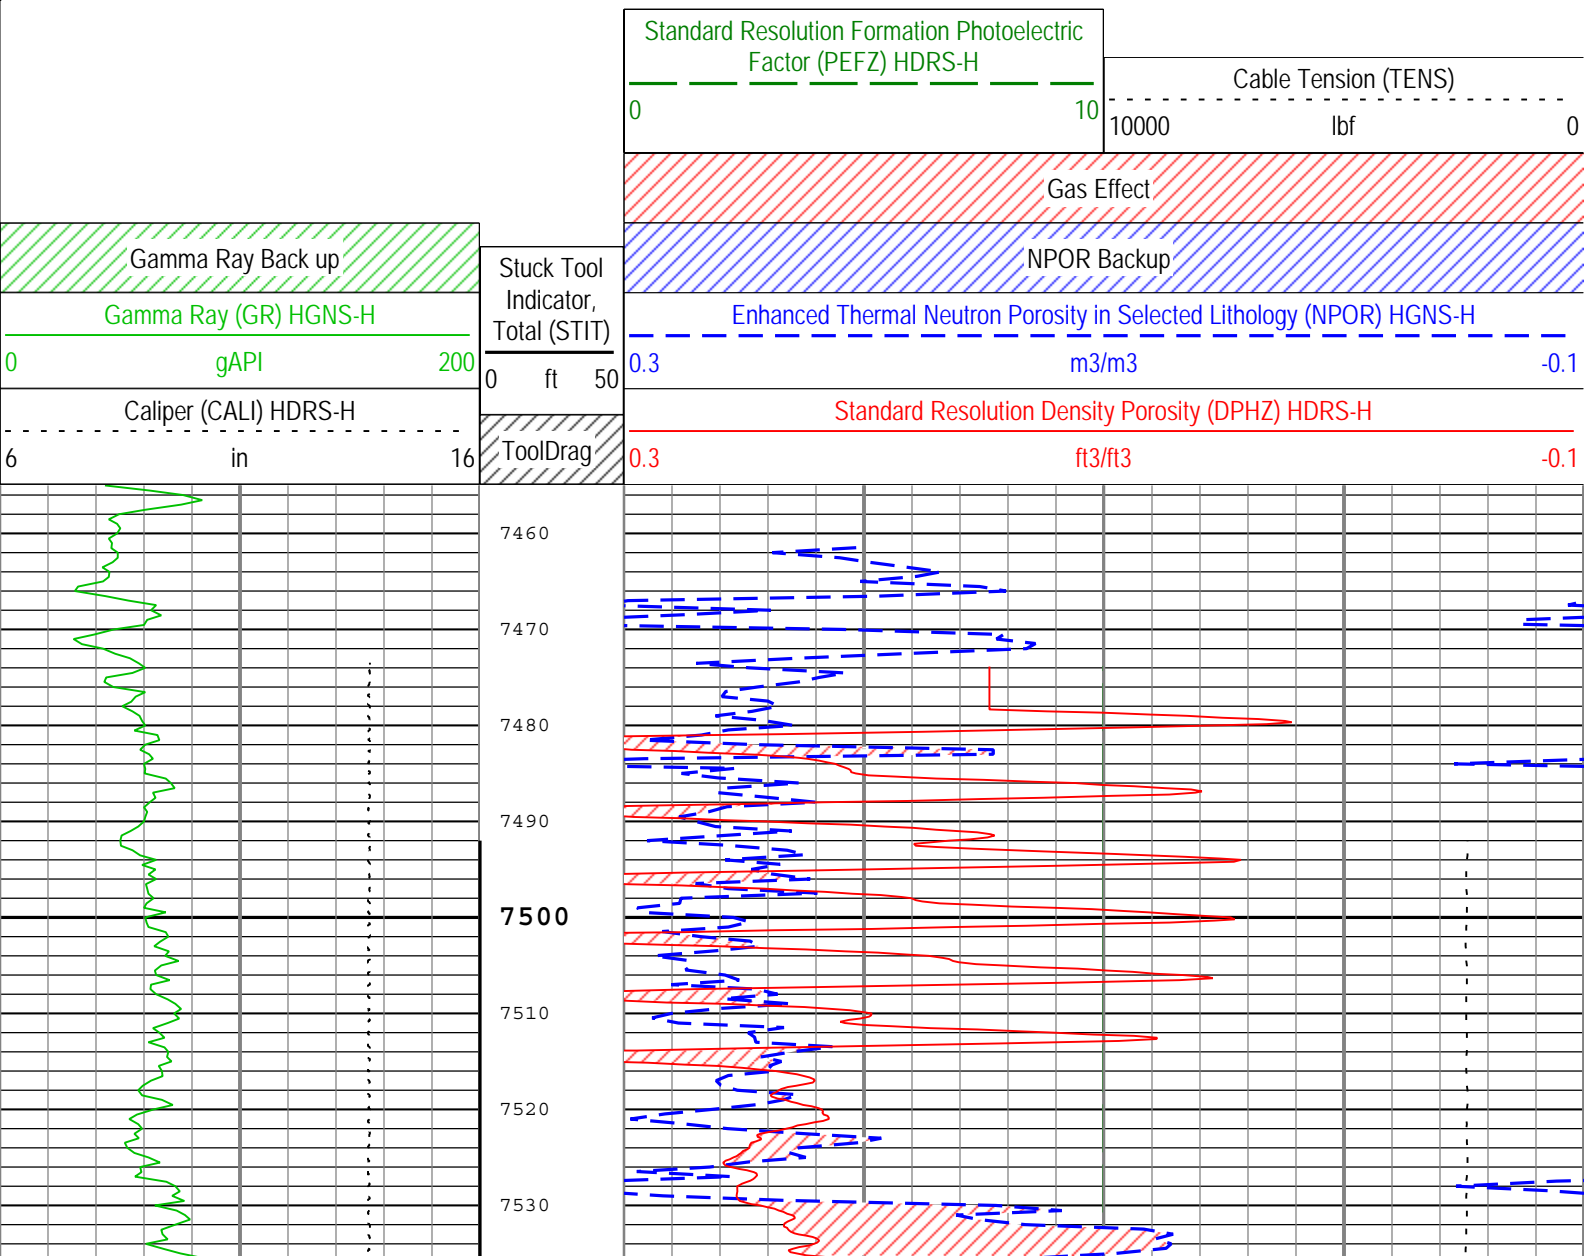 Standard Resolution Formation Photoelectric
Factor (PEFZ) HDRS-H
0 10
Cable Tension (TENS)
10000 lbf 0
Gas Effect
Gamma Ray Back up
NPOR Backup
Stuck Tool
Indicator,
Total (STIT)
0 ft 50
Gamma Ray (GR) HGNS-H
0 gAPI 200
Enhanced Thermal Neutron Porosity in Selected Lithology (NPOR) HGNS-H
0.3 m3/m3 -0.1
Caliper (CALI) HDRS-H
6 in 16
ToolDrag
Standard Resolution Density Porosity (DPHZ) HDRS-H
0.3 ft3/ft3 -0.1
7460
7470
7480
7490
7500
7510
7520
7530